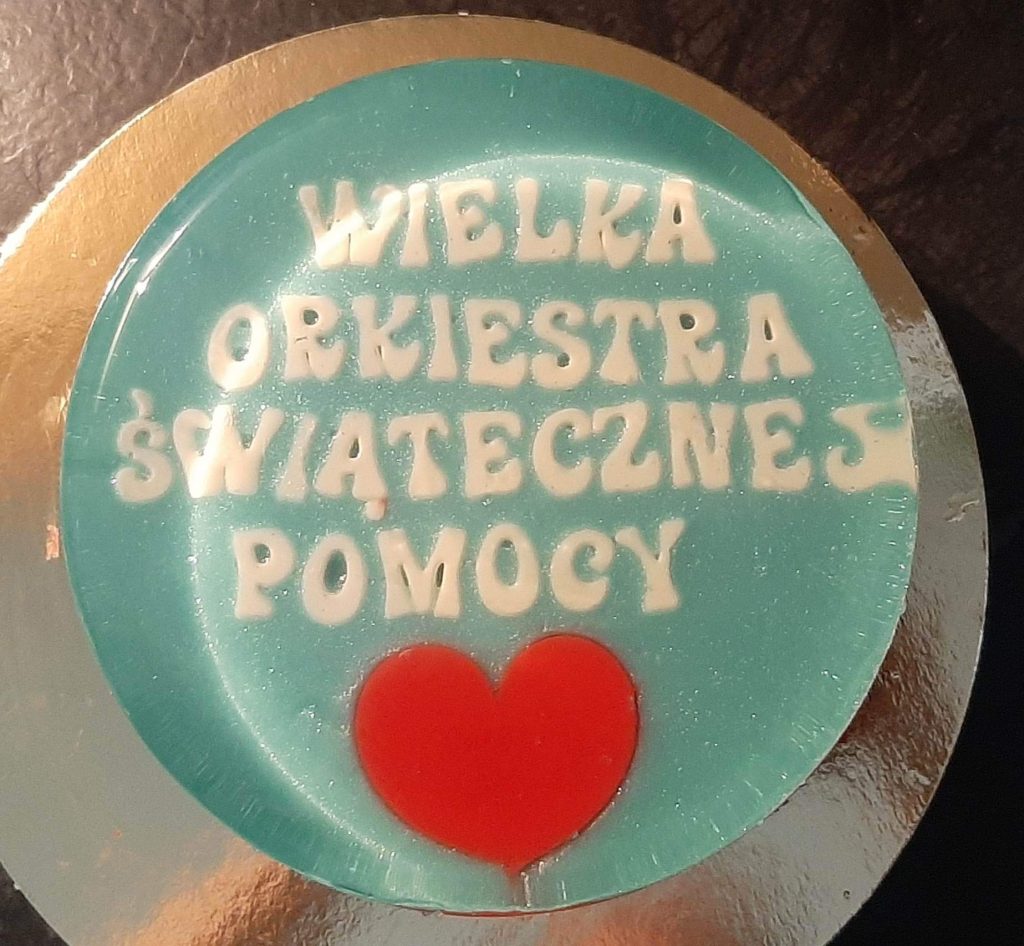 WIELKA
ORKIESTRA
ŚWIĄTECZNEJ
POMOCY